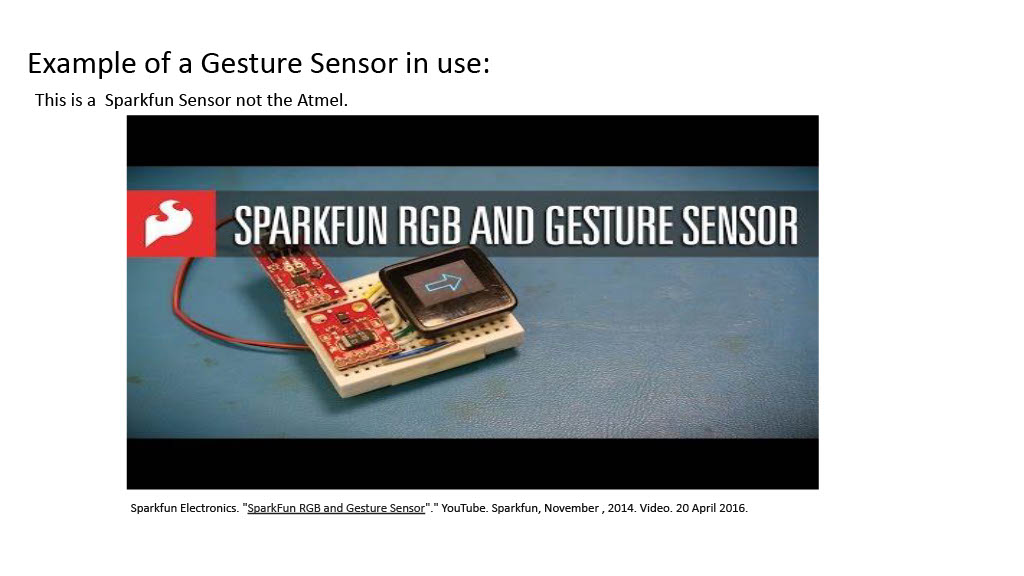 Example of a Gesture Sensor in use:
This is a  Sparkfun Sensor not the Atmel.
SPARKFUN RGB AND GESTURE SENSOR
Sparkfun Electronics. "SparkFun RGB and Gesture Sensor"." YouTube. Sparkfun, November , 2014. Video. 20 April 2016.